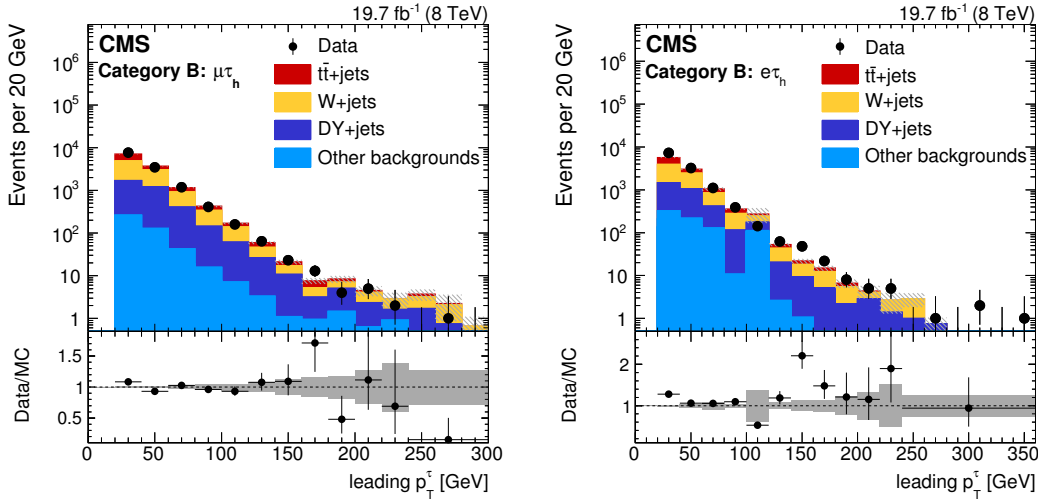 19.7 fb⁻¹ (8 TeV)
CMS
Category B: μτ_h
Data
tt̄+jets
W+jets
DY+jets
Other backgrounds
Events per 20 GeV
10⁶
10⁵
10⁴
10³
10²
10
1
Data/MC
1.5
1
0.5
0 50 100 150 200 250 300
leading p_T^τ [GeV]
19.7 fb⁻¹ (8 TeV)
CMS
Category B: eτ_h
Data
tt̄+jets
W+jets
DY+jets
Other backgrounds
Events per 20 GeV
10⁶
10⁵
10⁴
10³
10²
10
1
Data/MC
2
1
0 50 100 150 200 250 300 350
leading p_T^τ [GeV]